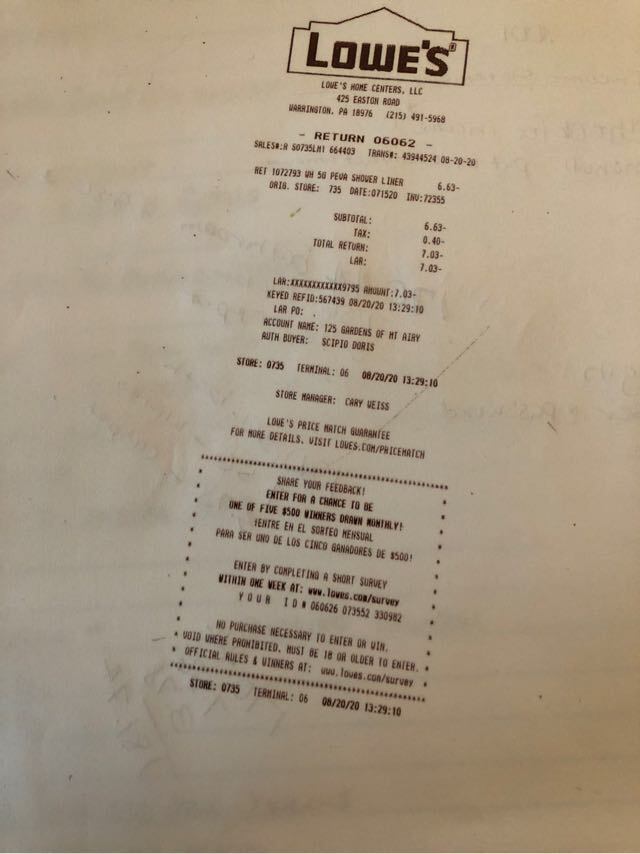 LOWE'S
LOWE'S HOME CENTERS, LLC
425 EASTON ROAD
WARRINGTON, PA 18976 (215) 491-5968
- RETURN 06062 -
SALES#:R S0735LM1 664403 TRANS#: 43944524 08-20-20
RET 1072793 WH 5G PEVA SHOWER LINER 6.63-
ORIG. STORE: 735 DATE:071520 INV:72355
SUBTOTAL: 6.63-
TAX: 0.40-
TOTAL RETURN: 7.03-
LAR: 7.03-
LAR:XXXXXXXXXXXX9795 AMOUNT:7.03-
KEYED REFID:567439 08/20/20 13:29:10
LAR PO: .
ACCOUNT NAME: 125 GARDENS OF MT AIRY
AUTH BUYER: SCIPIO DORIS
STORE: 0735 TERMINAL: 06 08/20/20 13:29:10
STORE MANAGER: CARY WEISS
LOWE'S PRICE MATCH GUARANTEE
FOR MORE DETAILS, VISIT LOWES.COM/PRICEMATCH
SHARE YOUR FEEDBACK!
ENTER FOR A CHANCE TO BE
ONE OF FIVE $500 WINNERS DRAWN MONTHLY!
¡ENTRE EN EL SORTEO MENSUAL
PARA SER UNO DE LOS CINCO GANADORES DE $500!
ENTER BY COMPLETING A SHORT SURVEY
WITHIN ONE WEEK AT: www.lowes.com/survey
Y O U R I D # 060626 073552 330982
NO PURCHASE NECESSARY TO ENTER OR WIN.
VOID WHERE PROHIBITED. MUST BE 18 OR OLDER TO ENTER.
OFFICIAL RULES & WINNERS AT: www.lowes.com/survey
STORE: 0735 TERMINAL: 06 08/20/20 13:29:10